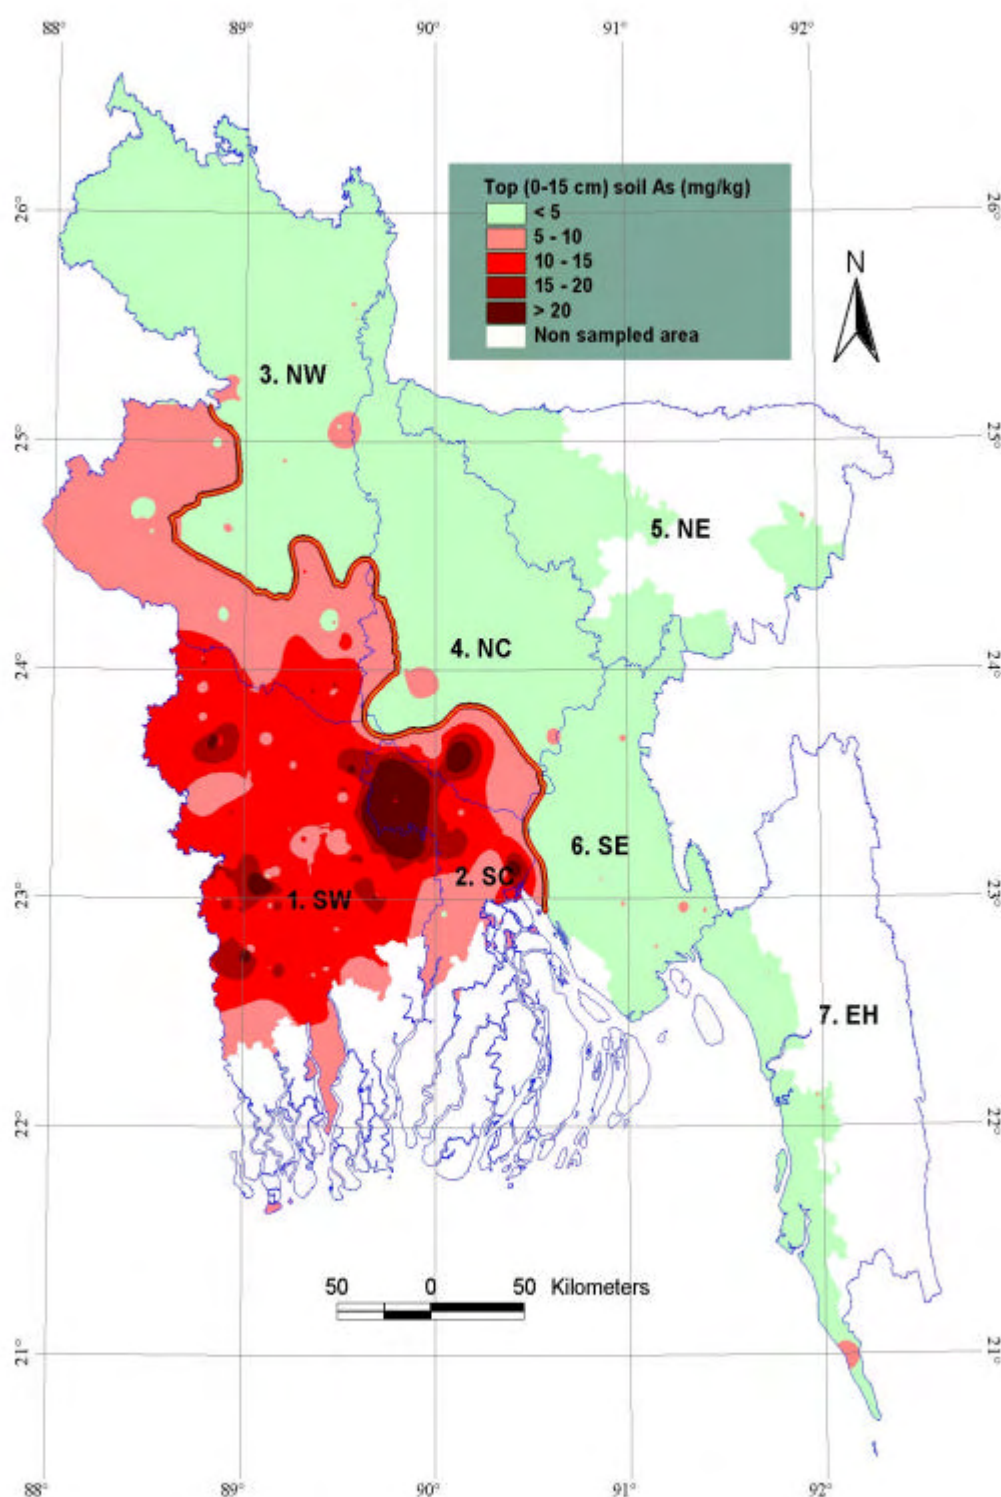 88° 89° 90° 91° 92°
26° 26°
Top (0-15 cm) soil As (mg/kg)
< 5
5 - 10
10 - 15
15 - 20
> 20
Non sampled area
N
3. NW
25° 25°
5. NE
4. NC
24° 24°
6. SE
2. SC
1. SW
23° 23°
7. EH
22° 22°
50 0 50 Kilometers
21° 21°
88° 89° 90° 91° 92°